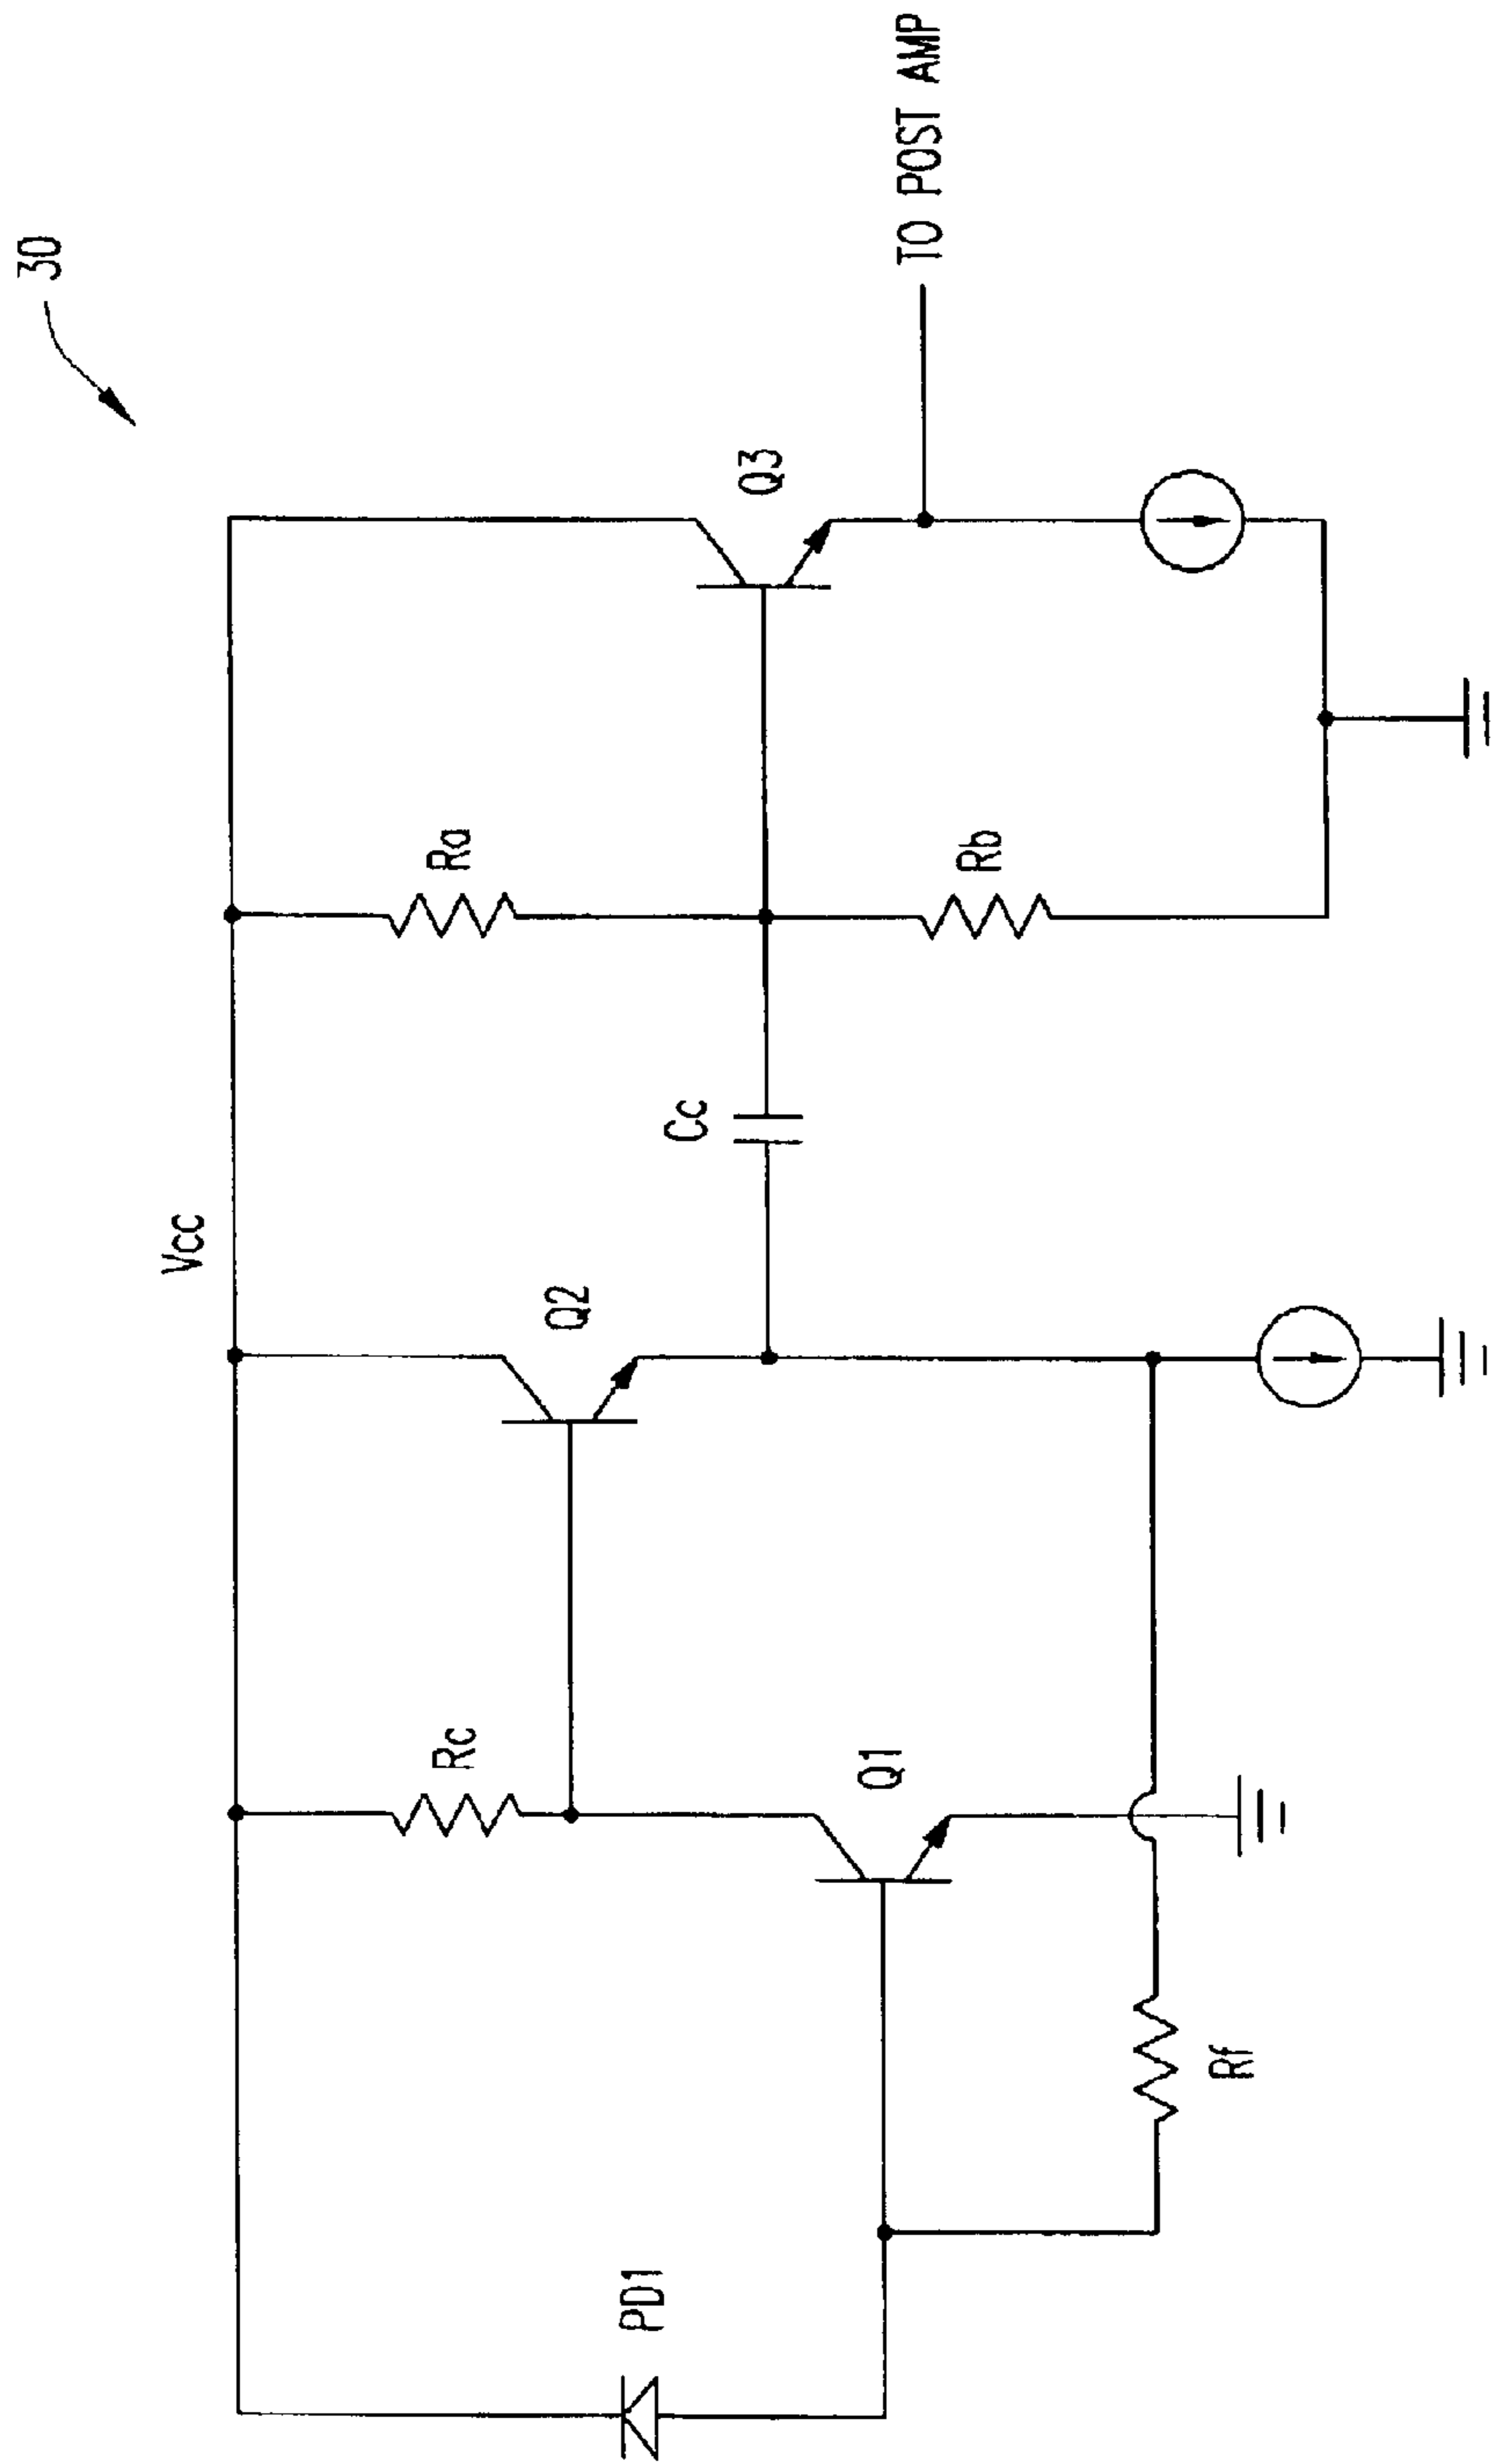 30
Vcc
Rc
Ra
Q2
Q3
PD1
Cc
Q1
Rb
TO POST AMP
Rf